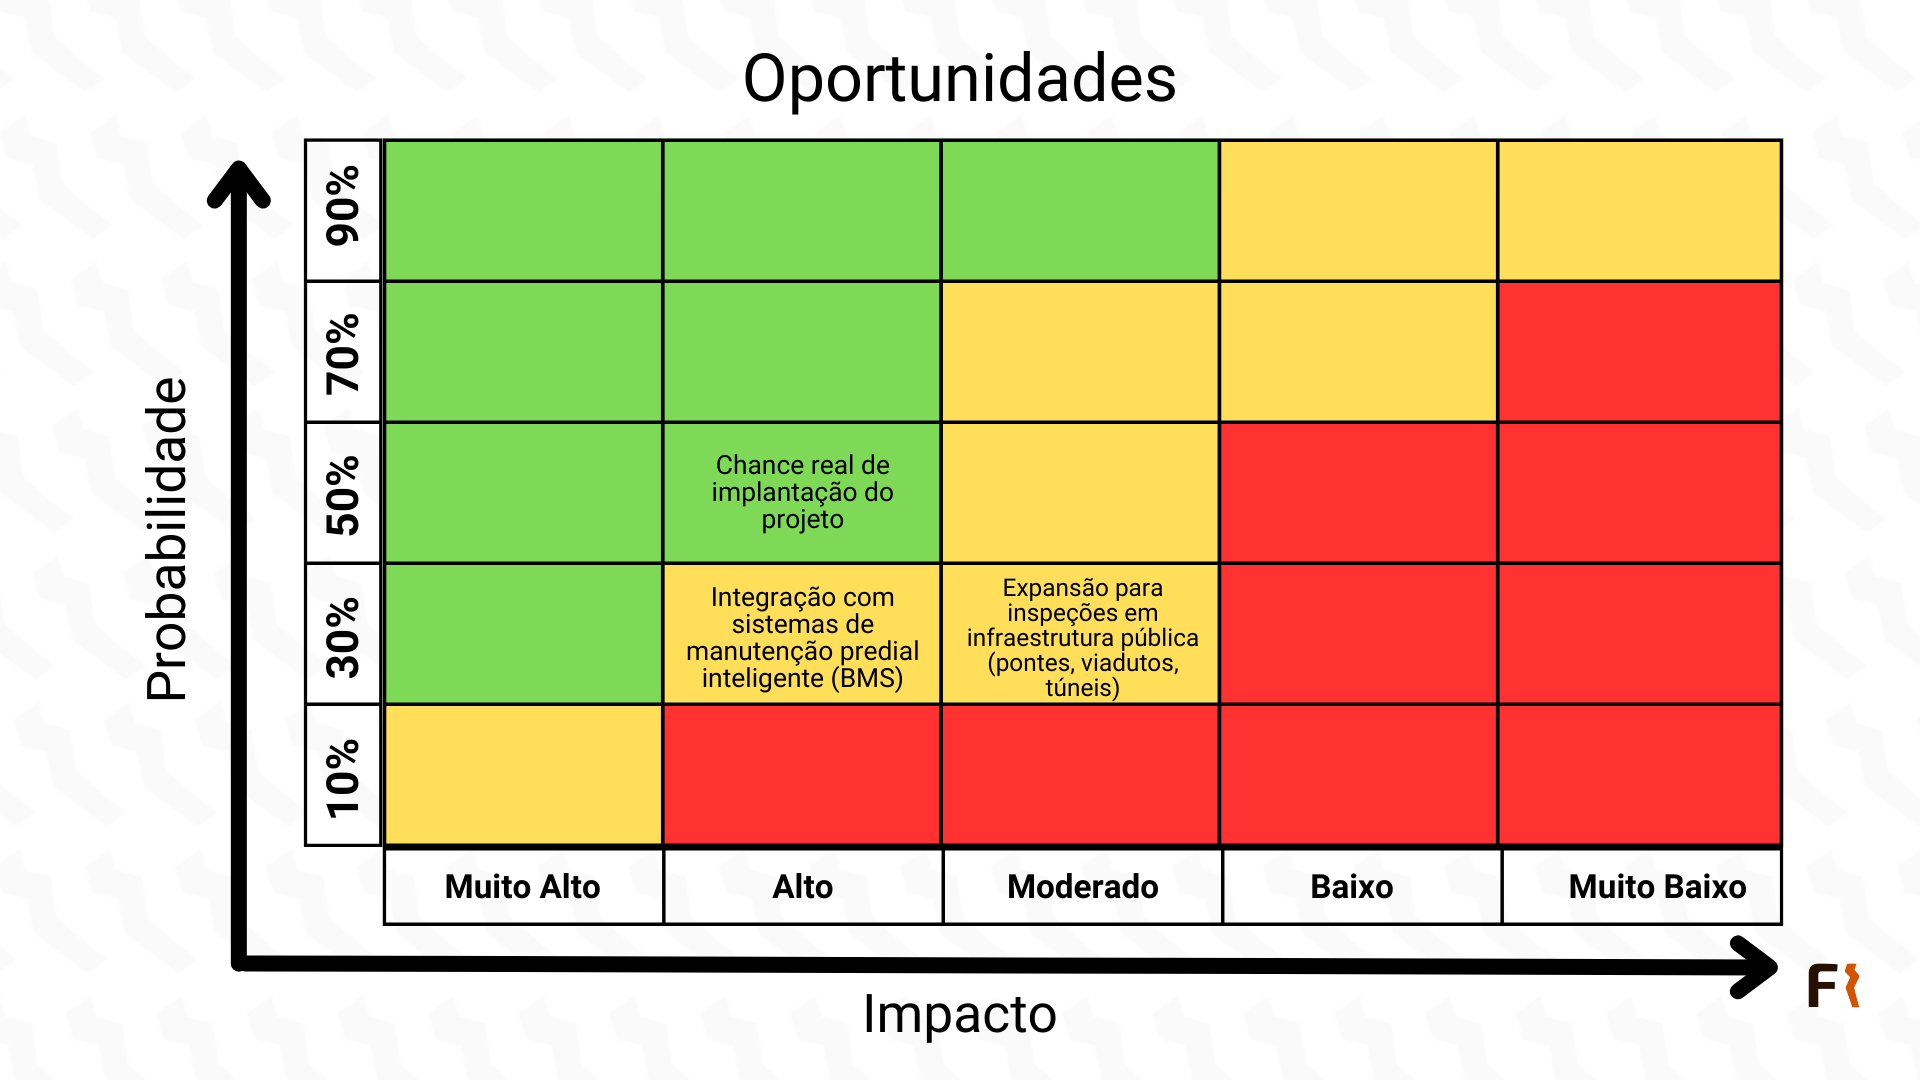 Oportunidades
Probabilidade
90%
70%
50%
Chance real de
implantação do
projeto
30%
Integração com
sistemas de
manutenção predial
inteligente (BMS)
Expansão para
inspeções em
infraestrutura pública
(pontes, viadutos,
túneis)
10%
Muito Alto
Alto
Moderado
Baixo
Muito Baixo
Impacto
F